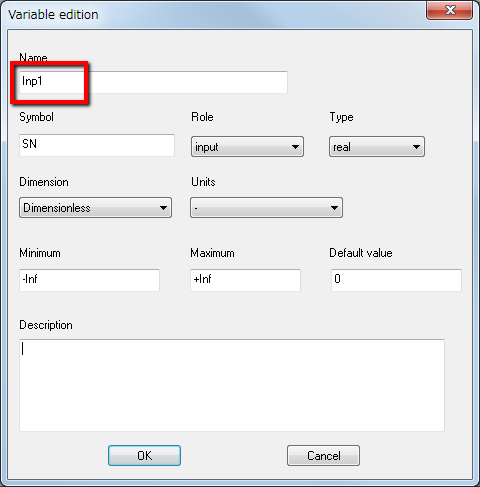 Variable edition
Name
Inp1
Symbol Role Type
SN input real
Dimension Units
Dimensionless -
Minimum Maximum Default value
-Inf +Inf 0
Description
OK Cancel